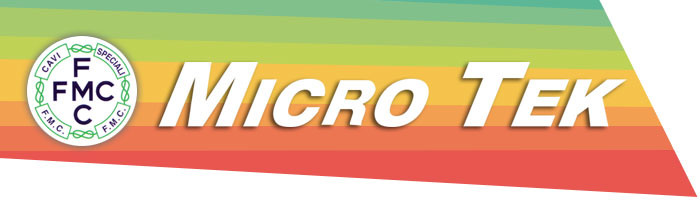 CAVI SPECIALI
F
FMC
C
F.M.C. F.M.C.
MICRO TEK